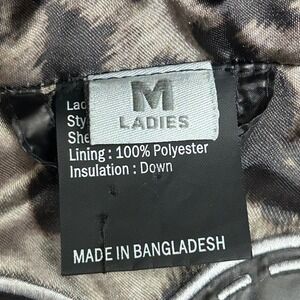 M
LADIES
Lining : 100% Polyester
Insulation : Down
MADE IN BANGLADESH